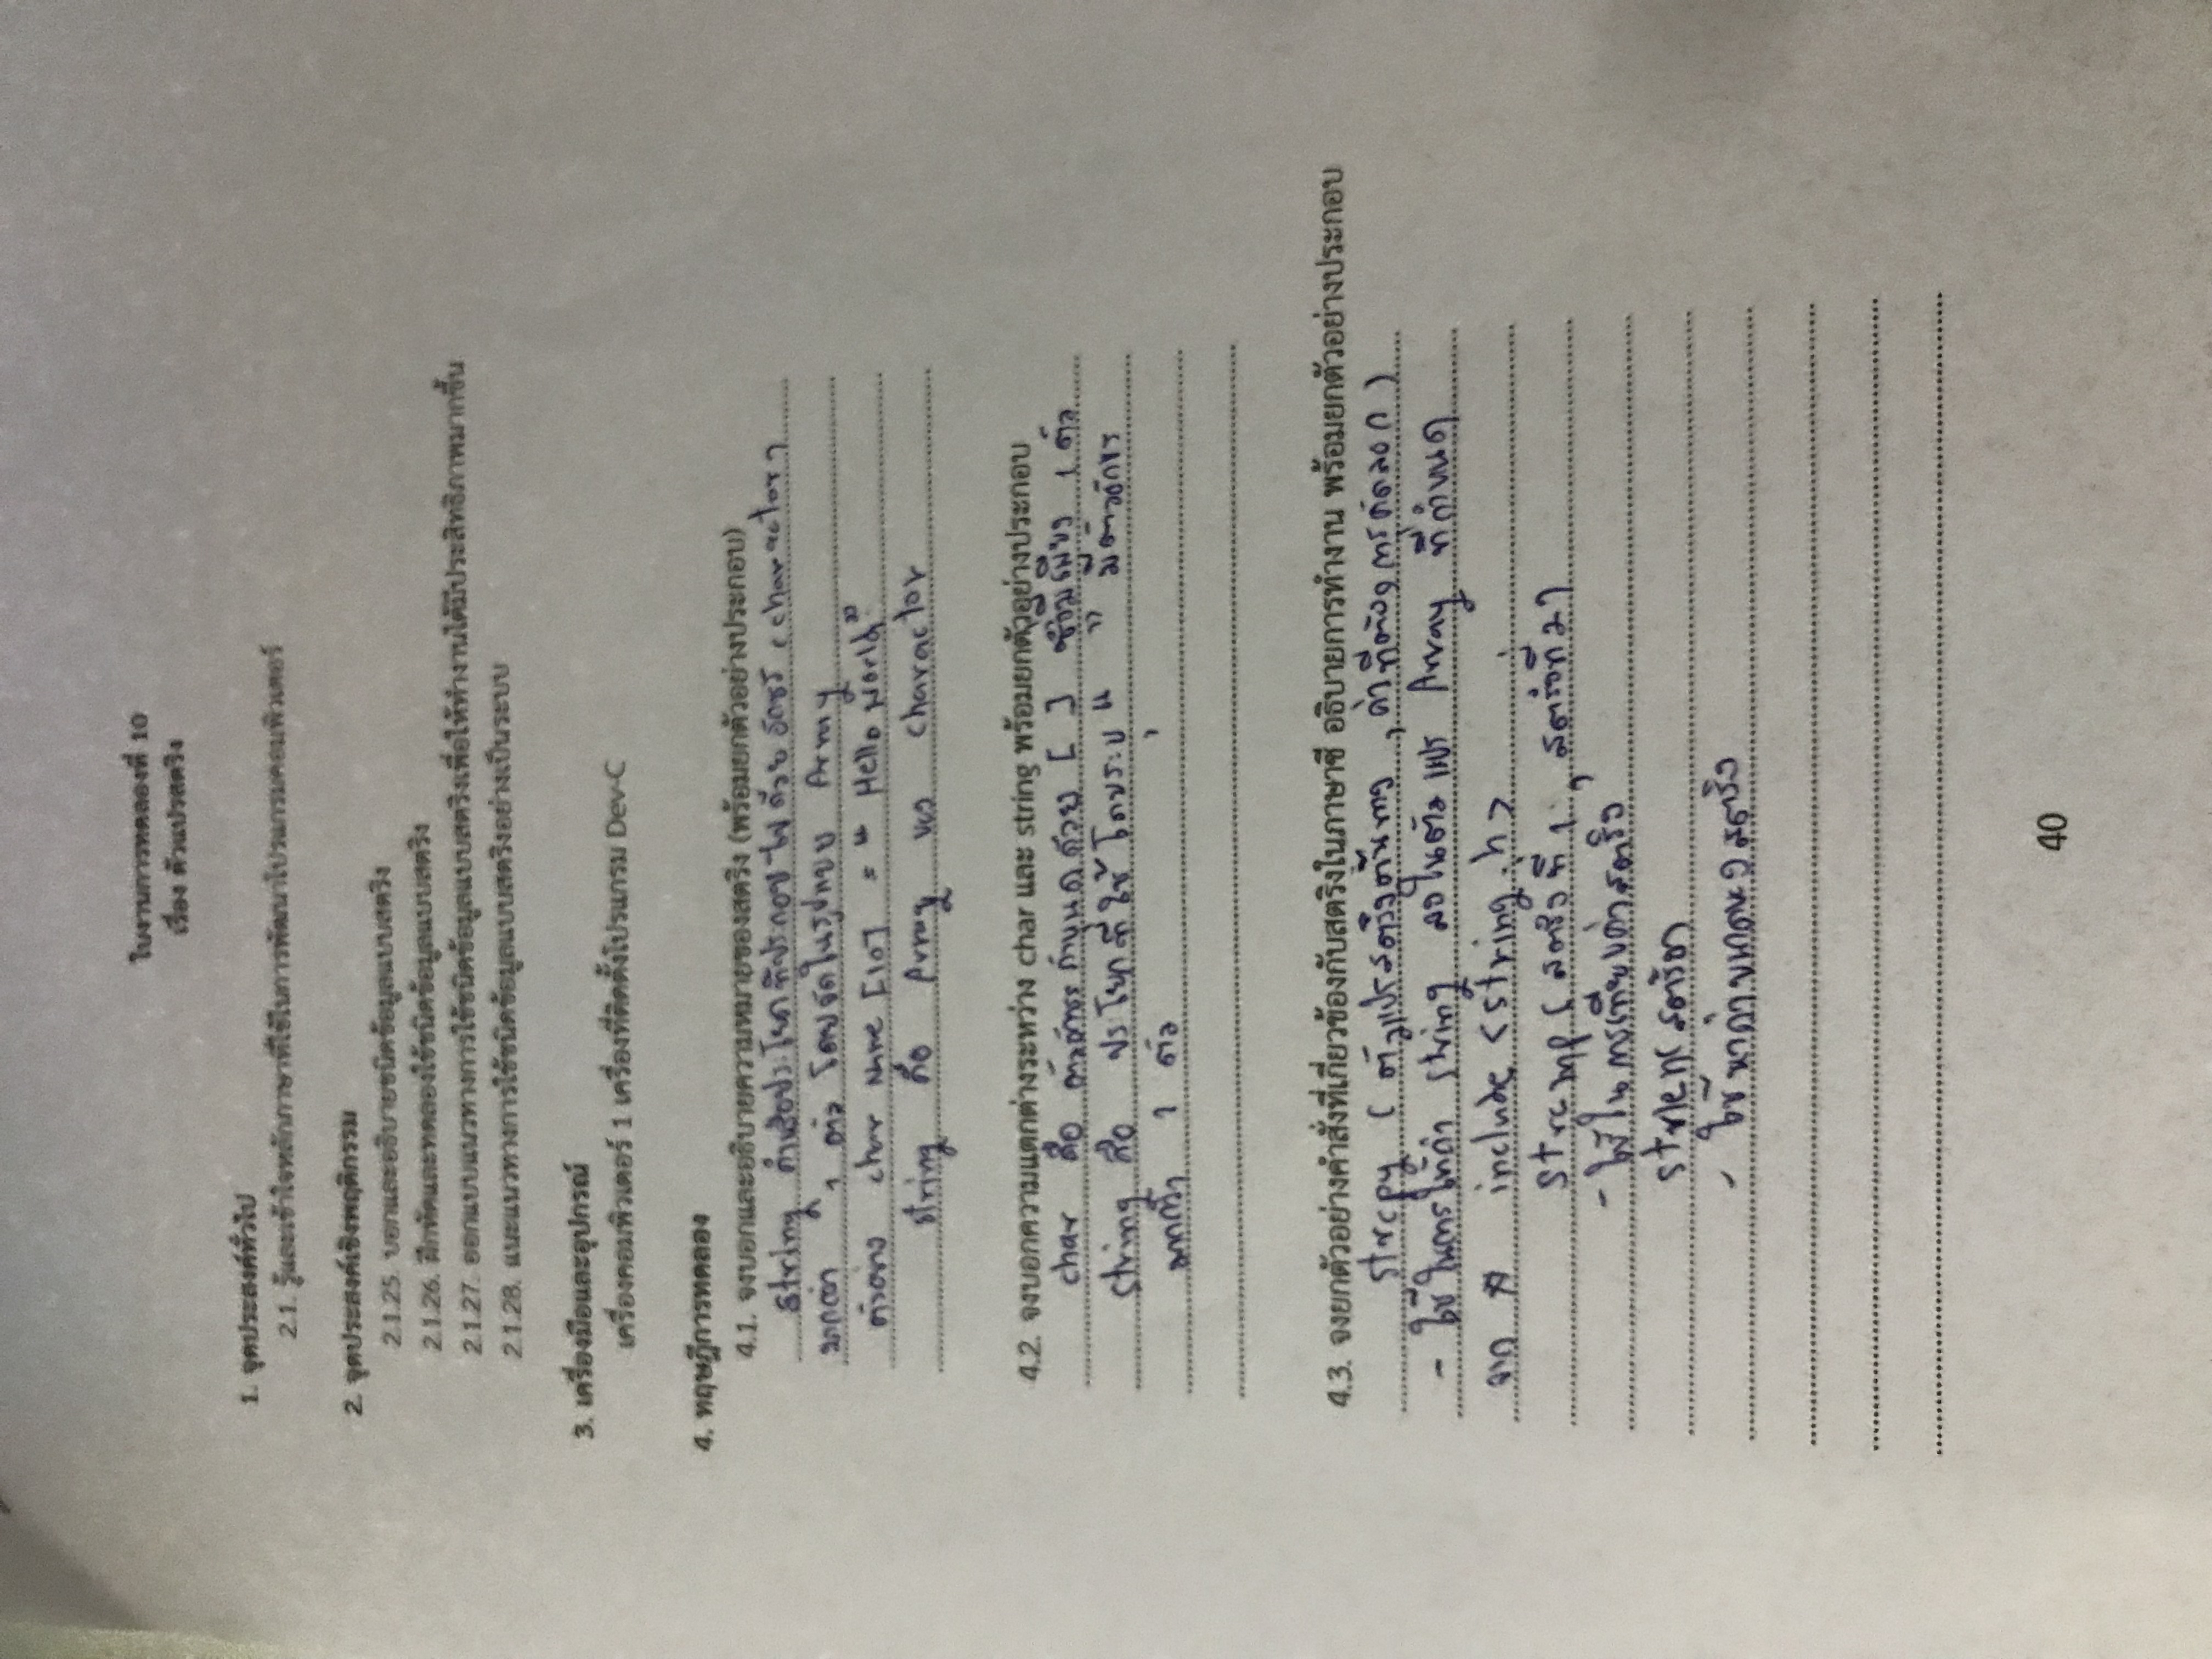 ใบงานการทดลองที่ 10
เรื่อง ตัวแปรสตริง
1. จุดประสงค์ทั่วไป
2.1. รู้และเข้าใจหลักภาษาที่ใช้ในการพัฒนาโปรแกรมคอมพิวเตอร์
2. จุดประสงค์เชิงพฤติกรรม
2.1.25. บอกและอธิบายชนิดข้อมูลแบบสตริง
2.1.26. ฝึกหัดและทดลองใช้ชนิดข้อมูลแบบสตริง
2.1.27. ออกแบบแนวทางการใช้ชนิดข้อมูลแบบสตริงเพื่อให้ทำงานได้มีประสิทธิภาพมากขึ้น
2.1.28. แนะแนวทางการใช้ชนิดข้อมูลแบบสตริงอย่างเป็นระบบ
3. เครื่องมือและอุปกรณ์
เครื่องคอมพิวเตอร์ 1 เครื่องที่ติดตั้งโปรแกรม Dev-C
4. ทฤษฎีการทดลอง
4.1. จงบอกและอธิบายความหมายของสตริง (พร้อมยกตัวอย่างประกอบ)
String คำหรือประโยคที่ประกอบไปด้วย อักษร (charactor)
มากกว่า 1 ตัว โดยจัดในรูปแบบ Array
ตัวอย่าง char Name [10] = " Hello World"
string คือ Array ของ charactor
4.2. จงบอกความแตกต่างระหว่าง char และ string พร้อมยกตัวอย่างประกอบ
char คือ ตัวอักษร กำหนดด้วย [ ] ซึ่งมีเพียง 1 ตัว
string คือ ประโยคที่ใช้ โดยระบุ " " มีตัวอักษร
มากกว่า 1 ตัว
4.3. จงยกตัวอย่างคำสั่งที่เกี่ยวข้องกับสตริงในภาษาซี อธิบายการทำงาน พร้อมยกตัวอย่างประกอบ
strcpy ( ตัวแปรสตริงต้นทาง , ค่าที่ต้องการคัดลอก )
- ใช้ในการให้ค่า string ลงในตัวแปร Array ที่กำหนด
จาก # include <string.h>
strcmp ( สตริงที่ 1 , สตริงที่ 2)
- ใช้ในการเทียบค่าสตริง
strlen( สตริง)
- ใช้หาค่าขนาดของสตริง
40